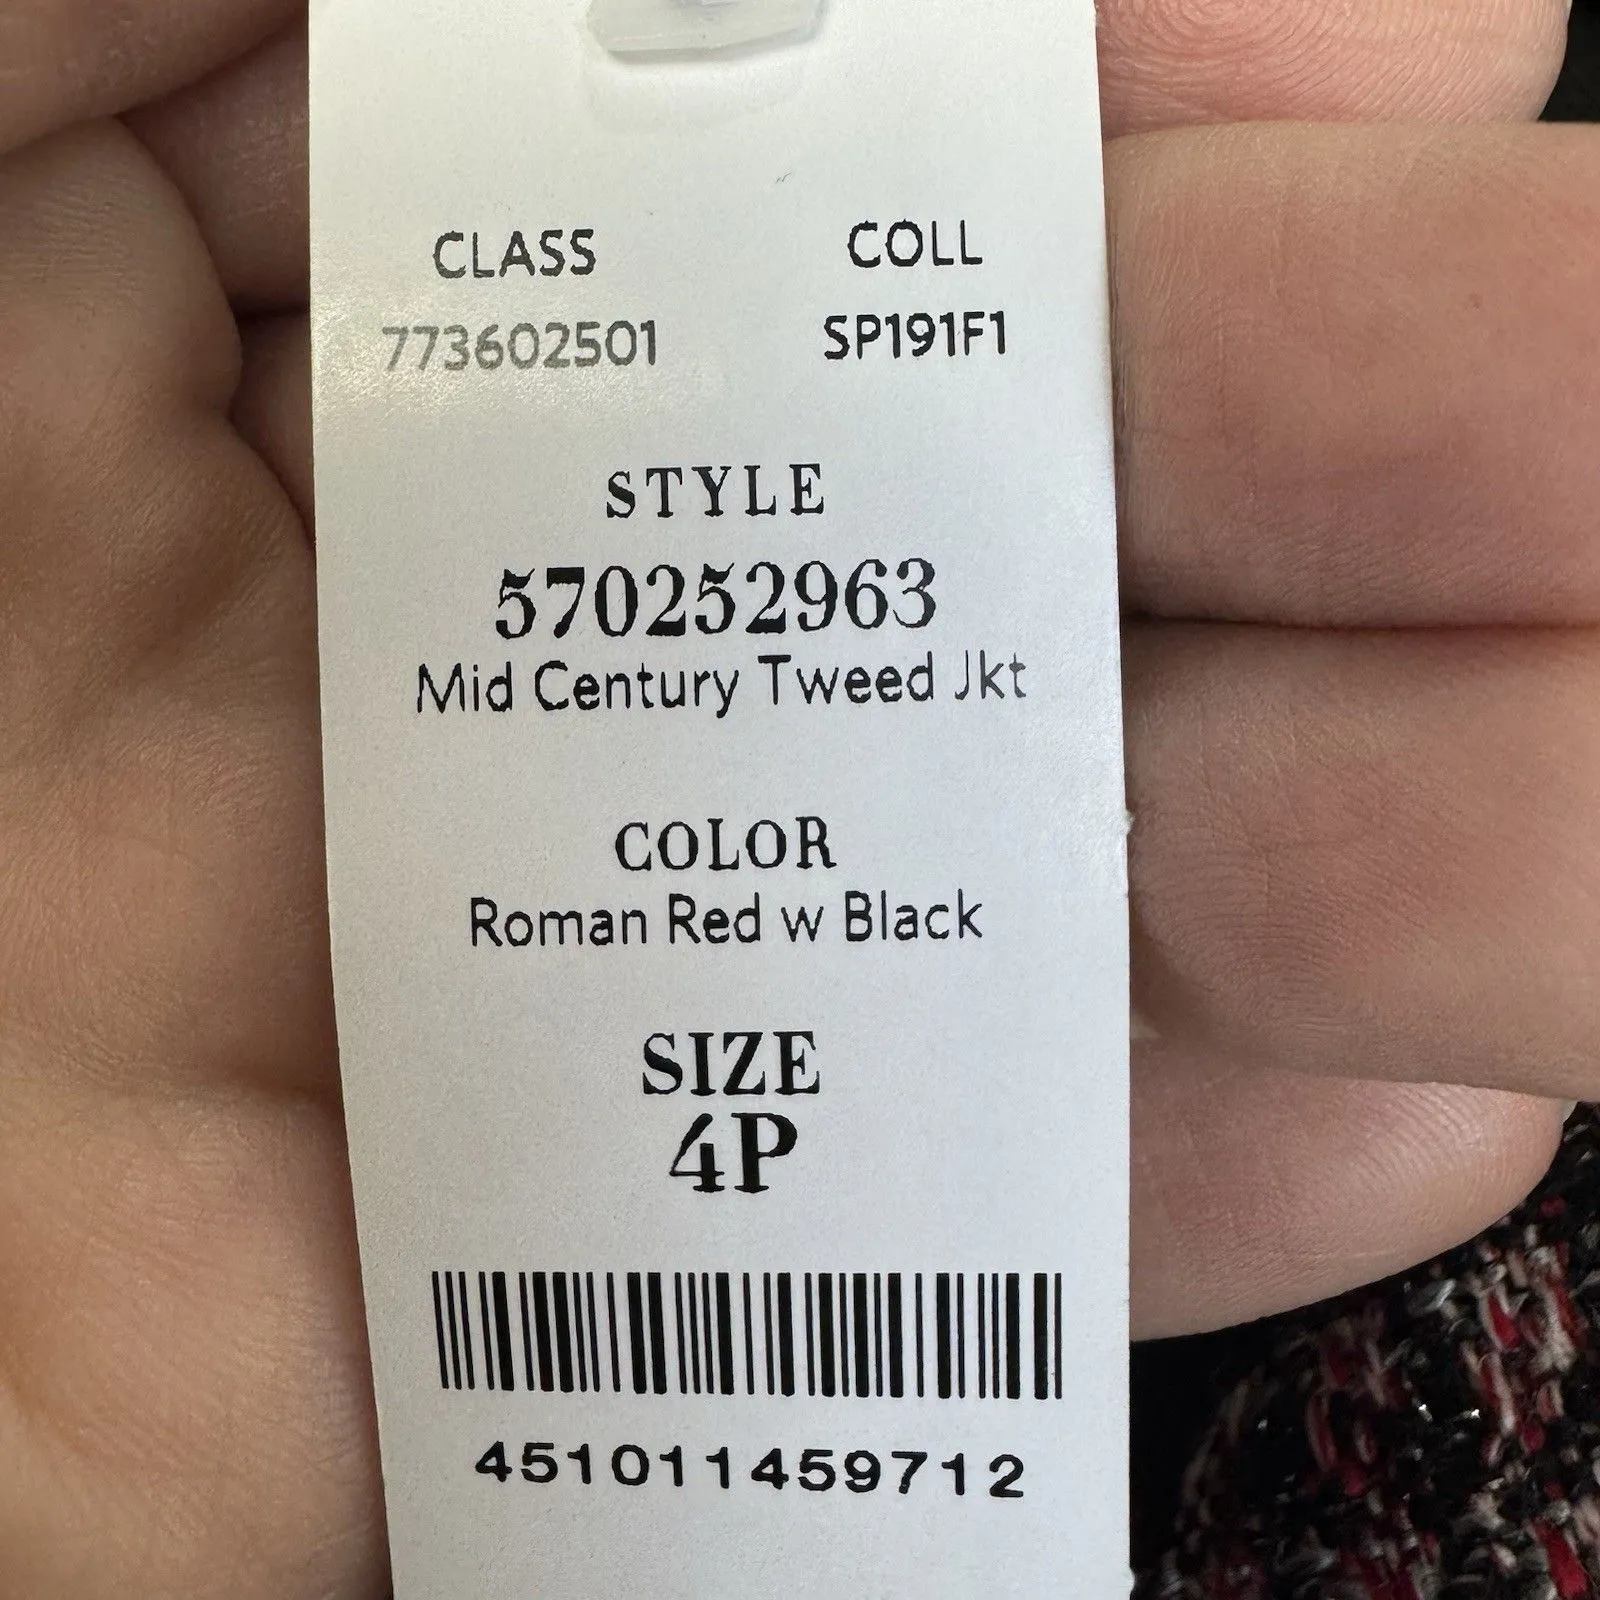 CLASS COLL
773602501 SP191F1
STYLE
570252963
Mid Century Tweed Jkt
COLOR
Roman Red w Black
SIZE
4P
451011459712